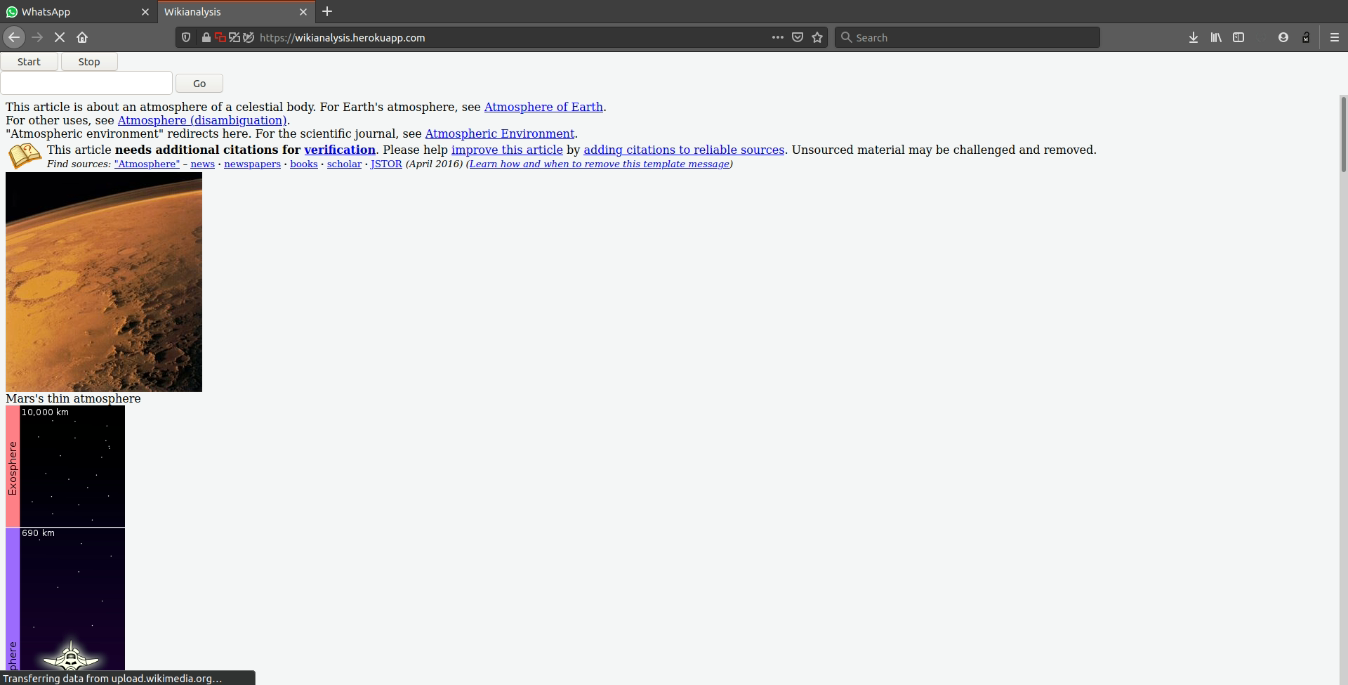 WhatsApp
Wikianalysis
https://wikianalysis.herokuapp.com
Search
Start Stop
Go
This article is about an atmosphere of a celestial body. For Earth's atmosphere, see Atmosphere of Earth.
For other uses, see Atmosphere (disambiguation).
"Atmospheric environment" redirects here. For the scientific journal, see Atmospheric Environment.
This article needs additional citations for verification. Please help improve this article by adding citations to reliable sources. Unsourced material may be challenged and removed.
Find sources: "Atmosphere" – news · newspapers · books · scholar · JSTOR (April 2016) (Learn how and when to remove this template message)
Mars's thin atmosphere
10,000 km
Exosphere
690 km
phere
Transferring data from upload.wikimedia.org…